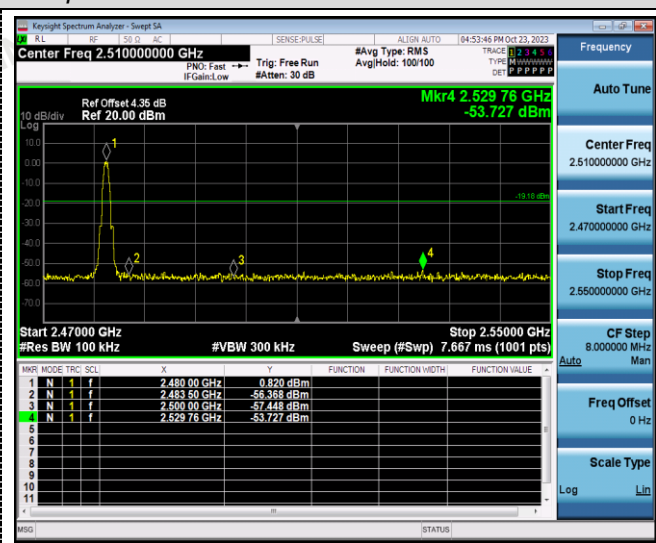 Keysight Spectrum Analyzer - Swept SA
RL RF 50 Ω AC SENSE:PULSE ALIGN AUTO 04:53:46 PM Oct 23, 2023
Center Freq 2.510000000 GHz
PNO: Fast Trig: Free Run
IFGain:Low #Atten: 30 dB
#Avg Type: RMS
Avg|Hold: 100/100
TRACE 1 2 3 4 5 6
TYPE M W W W W W
DET P P P P P P
Ref Offset 4.35 dB
10 dB/div Ref 20.00 dBm
Log
Mkr4 2.529 76 GHz
-53.727 dBm
10.0
0.00
-10.0
-20.0
-30.0
-40.0
-50.0
-60.0
-70.0
1
2
3
4
-19.18 dBm
Start 2.47000 GHz Stop 2.55000 GHz
#Res BW 100 kHz #VBW 300 kHz Sweep (#Swp) 7.667 ms (1001 pts)
MKR MODE TRC SCL X Y FUNCTION FUNCTION WIDTH FUNCTION VALUE
1 N 1 f 2.480 00 GHz 0.820 dBm
2 N 1 f 2.483 50 GHz -56.368 dBm
3 N 1 f 2.500 00 GHz -57.448 dBm
4 N 1 f 2.529 76 GHz -53.727 dBm
5
6
7
8
9
10
11
MSG STATUS
Frequency
Auto Tune
Center Freq
2.510000000 GHz
Start Freq
2.470000000 GHz
Stop Freq
2.550000000 GHz
CF Step
8.000000 MHz
Auto Man
Freq Offset
0 Hz
Scale Type
Log Lin